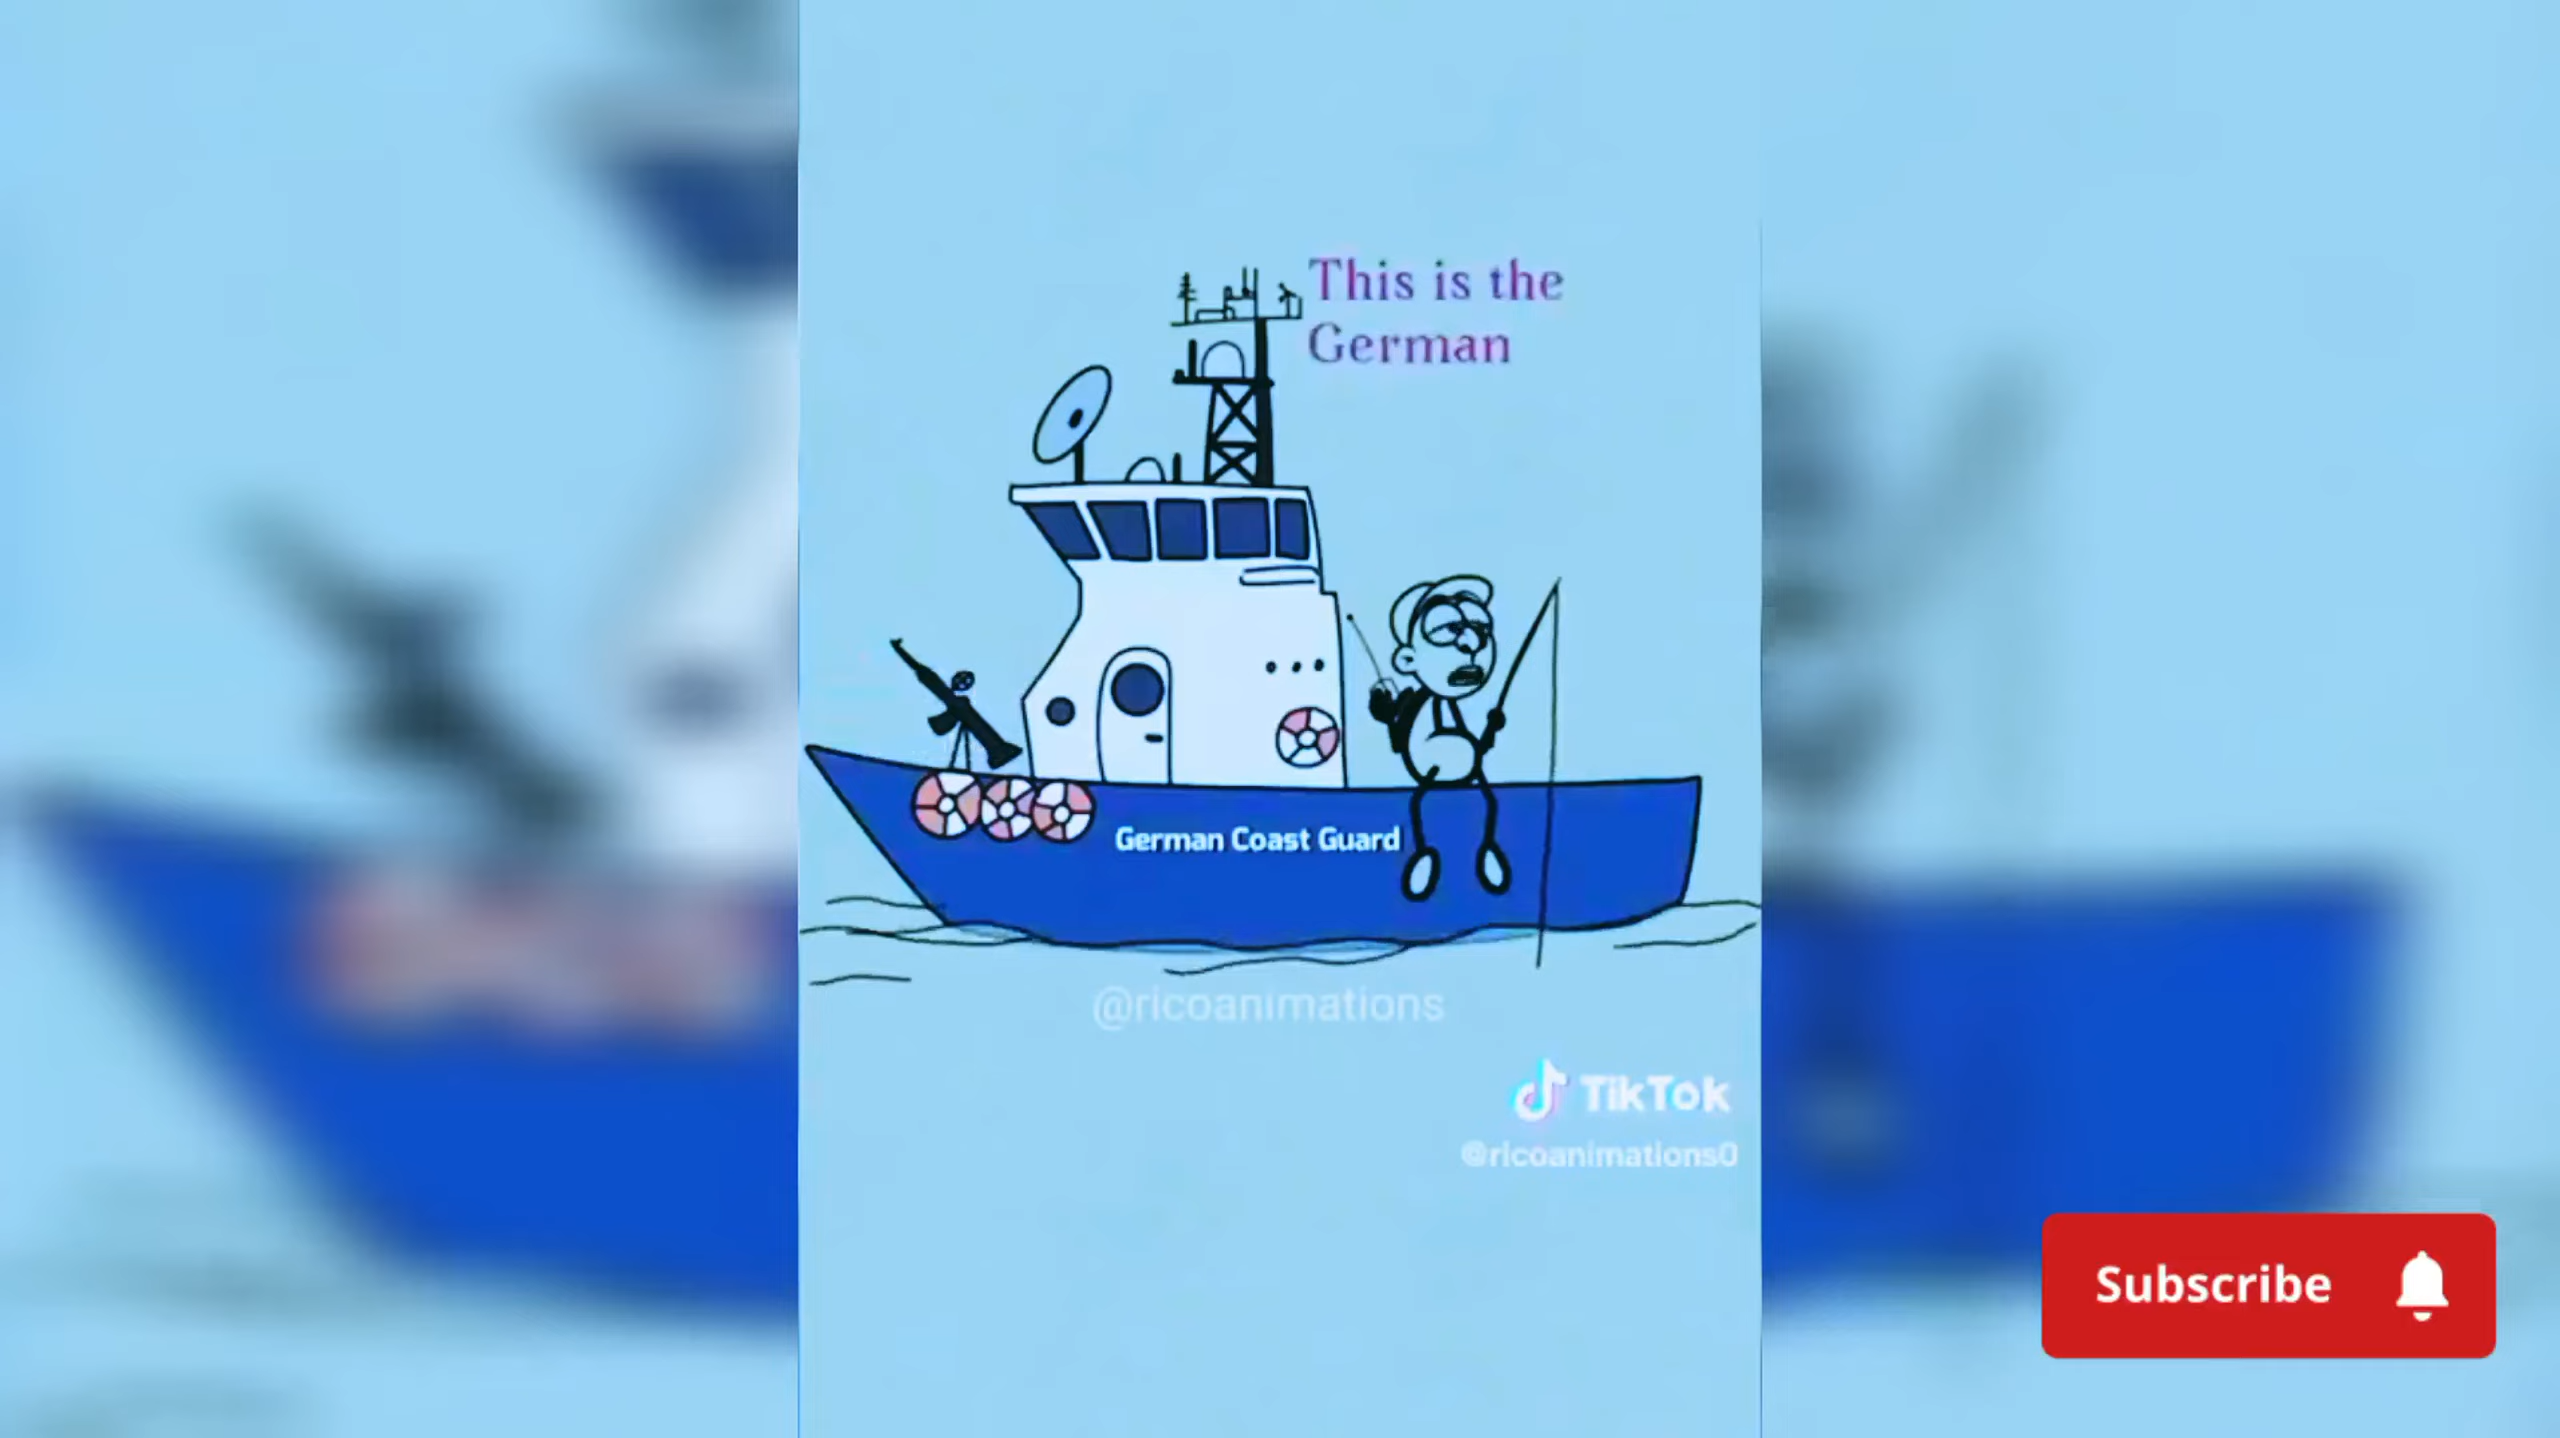 This is the
German
German Coast Guard
@ricoanimations
TikTok
@ricoanimations0
Subscribe